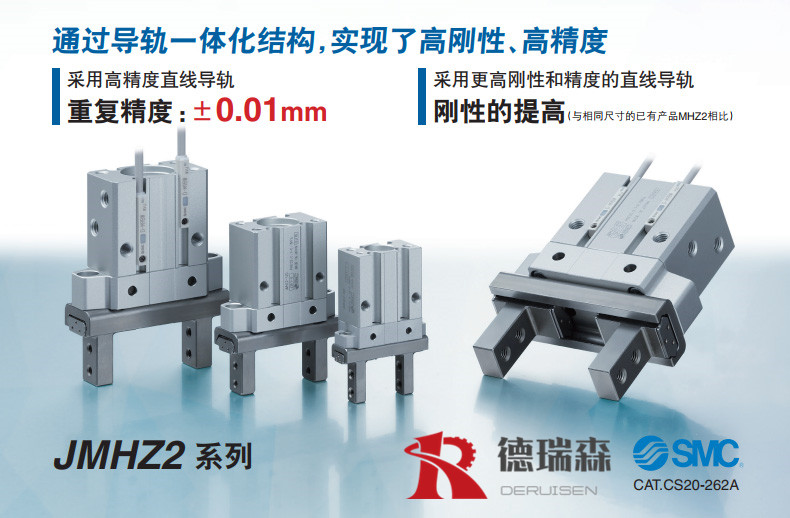 通过导轨一体化结构,实现了高刚性、高精度
采用高精度直线导轨
重复精度:±0.01mm
采用更高刚性和精度的直线导轨
刚性的提高(与相同尺寸的已有产品MHZ2相比)
JMHZ2 系列
德瑞森
DERUISEN
SMC
CAT.CS20-262A